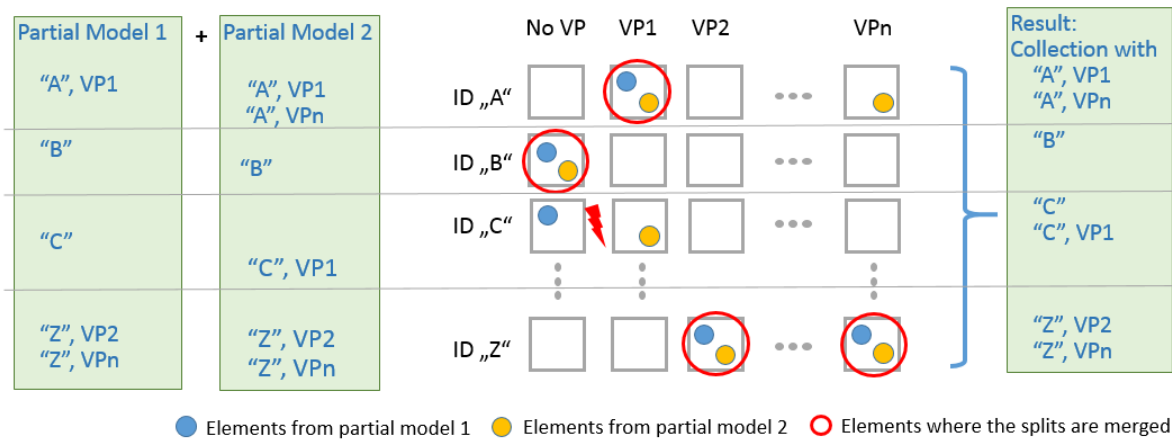 Partial Model 1 + Partial Model 2 No VP VP1 VP2 VPn Result:
Collection with
“A”, VP1 “A”, VP1 ID „A“ “A”, VP1
“A”, VPn “A”, VPn
“B” “B” ID „B“ “B”
“C” ID „C“ “C”
“C”, VP1 “C”, VP1
“Z”, VP2 “Z”, VP2 ID „Z“ “Z”, VP2
“Z”, VPn “Z”, VPn “Z”, VPn
Elements from partial model 1 Elements from partial model 2 Elements where the splits are merged